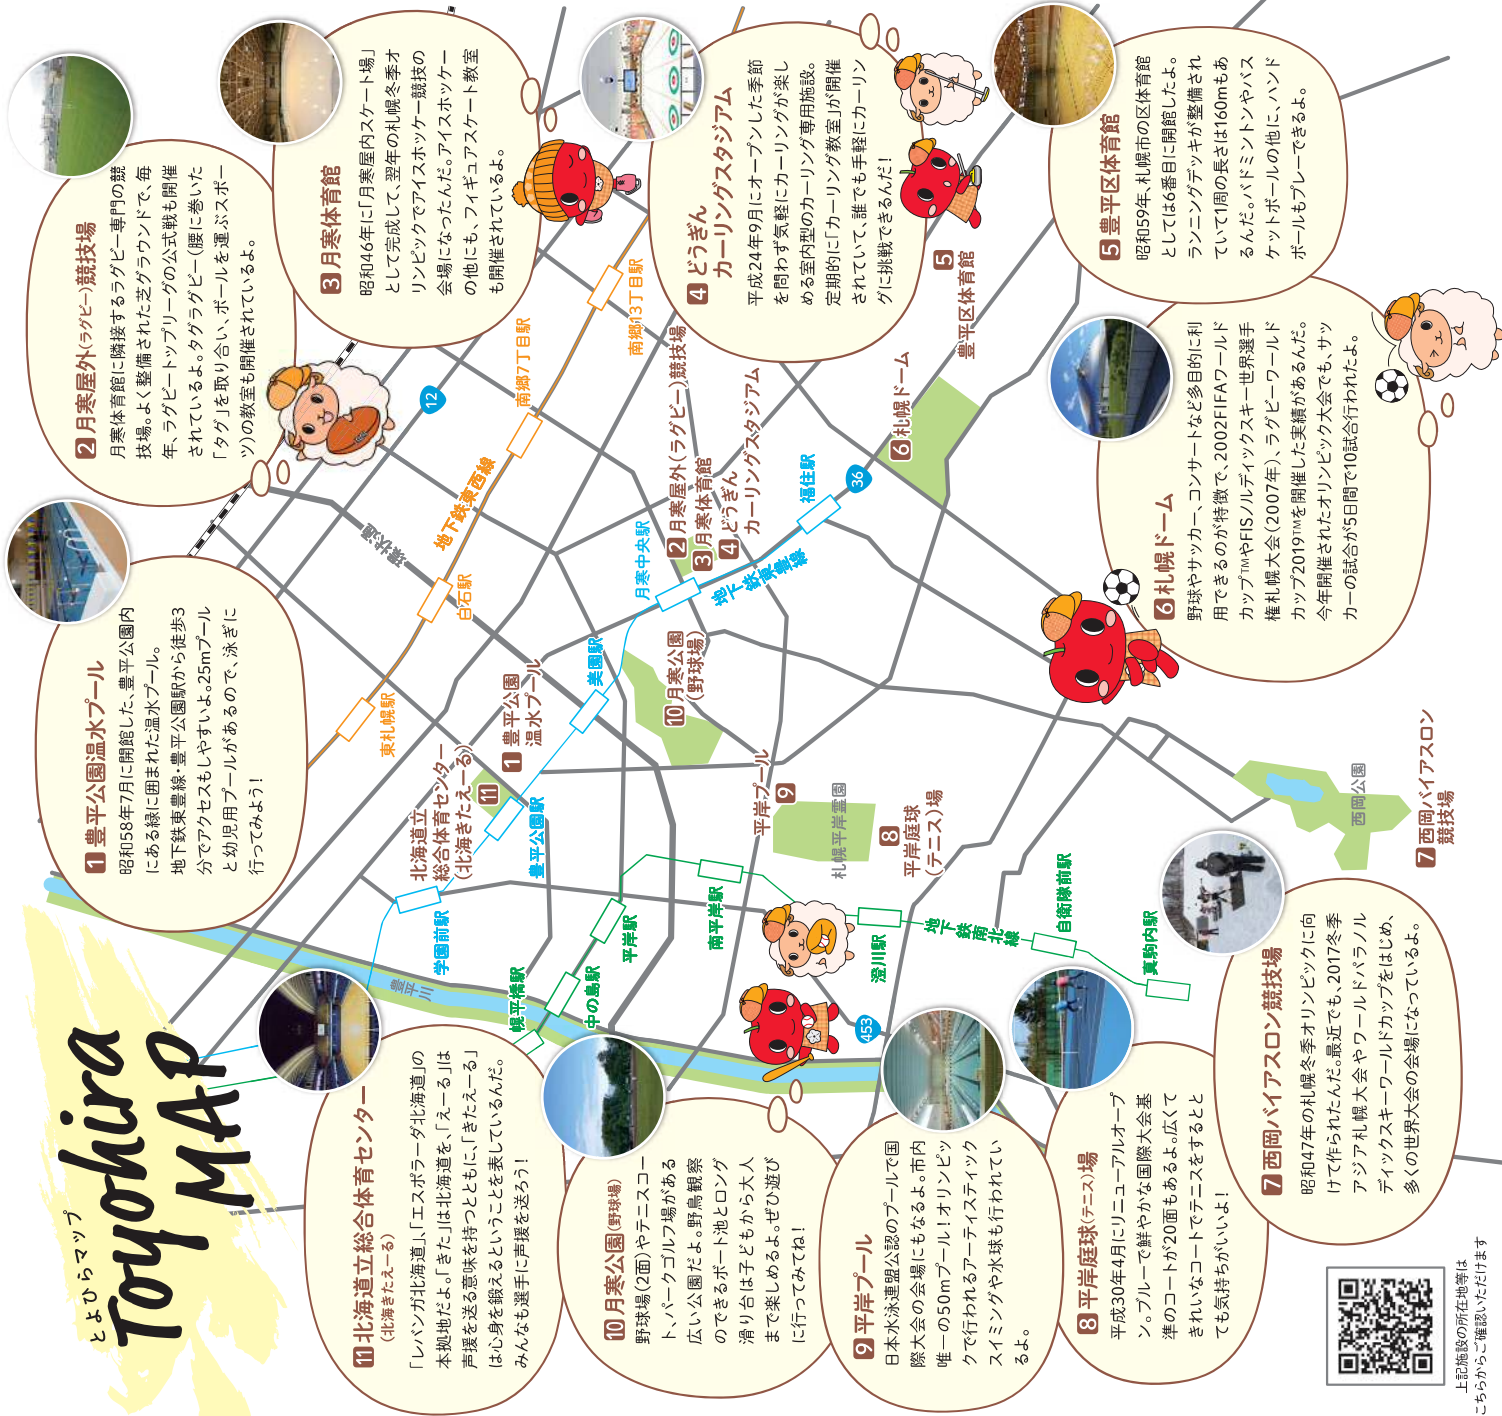 とよひらマップ
Toyohira
MAP
1 豊平公園温水プール
昭和58年7月に開館した、豊平公園内
にある緑に囲まれた温水プール。
地下鉄東豊線・豊平公園駅から徒歩3
分でアクセスもしやすいよ。25mプール
と幼児用プールがあるので、泳ぎに
行ってみよう！
2 月寒屋外（ラグビー）競技場
月寒体育館に隣接するラグビー専門の競
技場。よく整備された芝グラウンドで、毎
年、ラグビートップリーグの公式戦も開催
されているよ。タグラグビー（腰に巻いた
「タグ」を取り合い、ボールを運ぶスポー
ツ）の教室も開催されているよ。
3 月寒体育館
昭和46年に「月寒屋内スケート場」
として完成して、翌年の札幌冬季オ
リンピックでアイスホッケー競技の
会場になったんだ。アイスホッケー
の他にも、フィギュアスケート教室
も開催されているよ。
4 どうぎん
カーリングスタジアム
平成24年9月にオープンした季節
を問わず気軽にカーリングが楽し
める室内型のカーリング専用施設。
定期的に「カーリング教室」が開催
されていて、誰でも手軽にカーリン
グに挑戦できるんだ！
5 豊平区体育館
昭和59年、札幌市の区体育館
としては6番目に開館したよ。
ランニングデッキが整備され
ていて1周の長さは160mもあ
るんだ。バドミントンやバス
ケットボールの他に、ハンド
ボールもプレーできるよ。
6 札幌ドーム
野球やサッカー、コンサートなど多目的に利
用できるのが特徴で、2002FIFAワールド
カップ™やFISノルディックスキー世界選手
権札幌大会（2007年）、ラグビーワールド
カップ2019™を開催した実績があるんだ。
今年開催されたオリンピック大会でも、サッ
カーの試合が5日間で10試合行われたよ。
7 西岡バイアスロン競技場
昭和47年の札幌冬季オリンピックに向
けて作られたんだ。最近でも、2017冬季
アジア札幌大会やワールドパラノル
ディックスキーワールドカップをはじめ、
多くの世界大会の会場になっているよ。
8 平岸庭球（テニス）場
平成30年4月にリニューアルオープ
ン。ブルーで鮮やかな国際大会基
準のコートが20面もあるよ。広くて
きれいなコートでテニスをするとと
ても気持ちがいいよ！
9 平岸プール
日本水泳連盟公認のプールで国
際大会の会場にもなるよ。市内
唯一の50mプール！オリンピッ
クで行われるアーティスティック
スイミングや水球も行われてい
るよ。
10 月寒公園（野球場）
野球場（2面）やテニスコー
ト、パークゴルフ場がある
広い公園だよ。野鳥観察
のできるボート池とロング
滑り台は子どもから大人
まで楽しめるよ。ぜひ遊び
に行ってみてね！
11 北海道立総合体育センター
（北海きたえーる）
「レバンガ北海道」、「エスポラーダ北海道」の
本拠地だよ。「きた」は北海道を、「えーる」は
声援を送る意味を持つとともに、「きたえーる」
は心身を鍛えるということを表しているんだ。
みんなも選手に声援を送ろう！
12
環状通
地下鉄東西線
東札幌駅
白石駅
南郷7丁目駅
南郷13丁目駅
地下鉄東豊線
学園前駅
豊平公園駅
美園駅
月寒中央駅
福住駅
36
北海道立
総合体育センター
（北海きたえーる）
11
1 豊平公園
温水プール
2 月寒屋外（ラグビー）競技場
3 月寒体育館
4 どうぎん
カーリングスタジアム
5
豊平区体育館
6 札幌ドーム
10 月寒公園
（野球場）
平岸プール
9
札幌平岸霊園
8
平岸庭球
（テニス）場
西岡公園
7 西岡バイアスロン
競技場
豊平川
地下鉄南北線
幌平橋駅
中の島駅
平岸駅
南平岸駅
澄川駅
自衛隊前駅
真駒内駅
453
上記施設の所在地等は
こちらからご確認いただけます